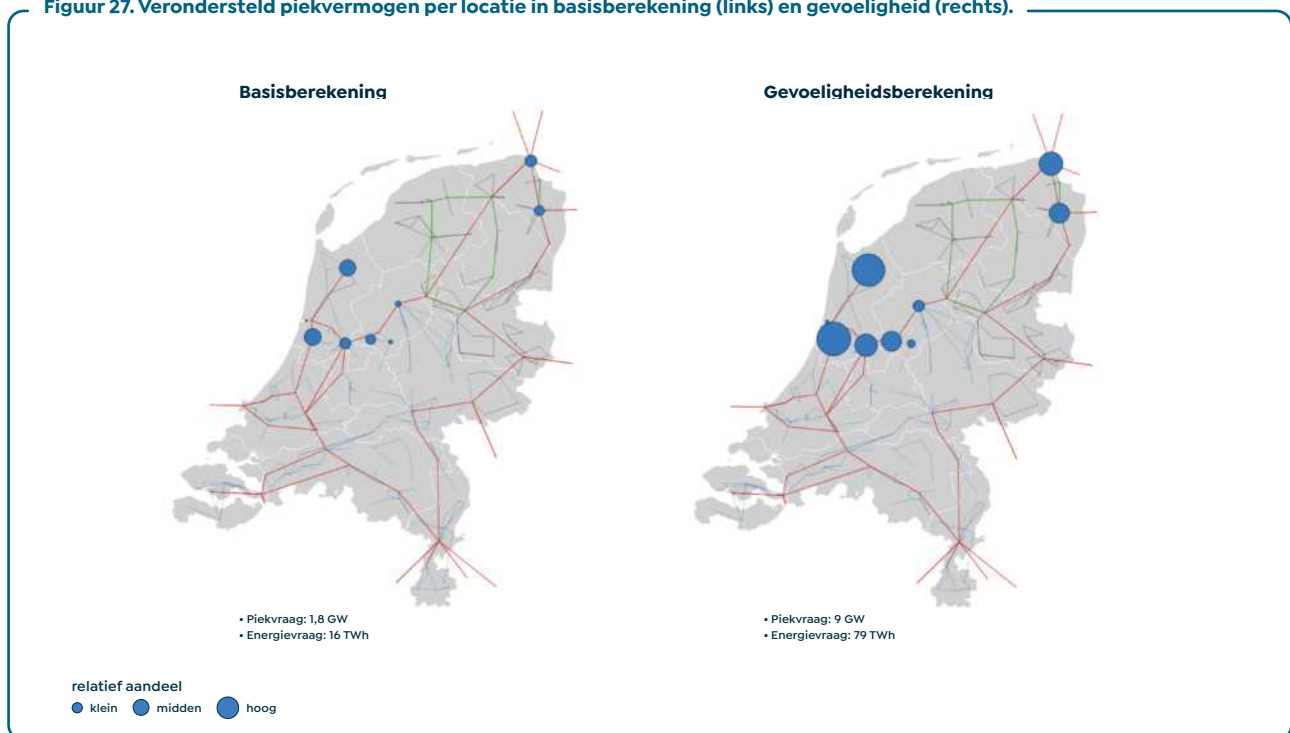 Figuur 27. Verondersteld piekvermogen per locatie in basisberekening (links) en gevoeligheid (rechts).
Basisberekening
Gevoeligheidsberekening
• Piekvraag: 1,8 GW
• Energievraag: 16 TWh
• Piekvraag: 9 GW
• Energievraag: 79 TWh
relatief aandeel
klein midden hoog